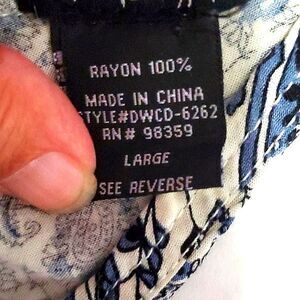 RAYON 100%
MADE IN CHINA
STYLE#DWCD-6262
RN# 98359
LARGE
SEE REVERSE